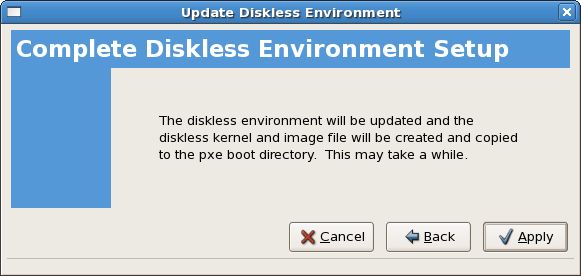 Update Diskless Environment
Complete Diskless Environment Setup
The diskless environment will be updated and the
diskless kernel and image file will be created and copied
to the pxe boot directory.  This may take a while.
Cancel
Back
Apply